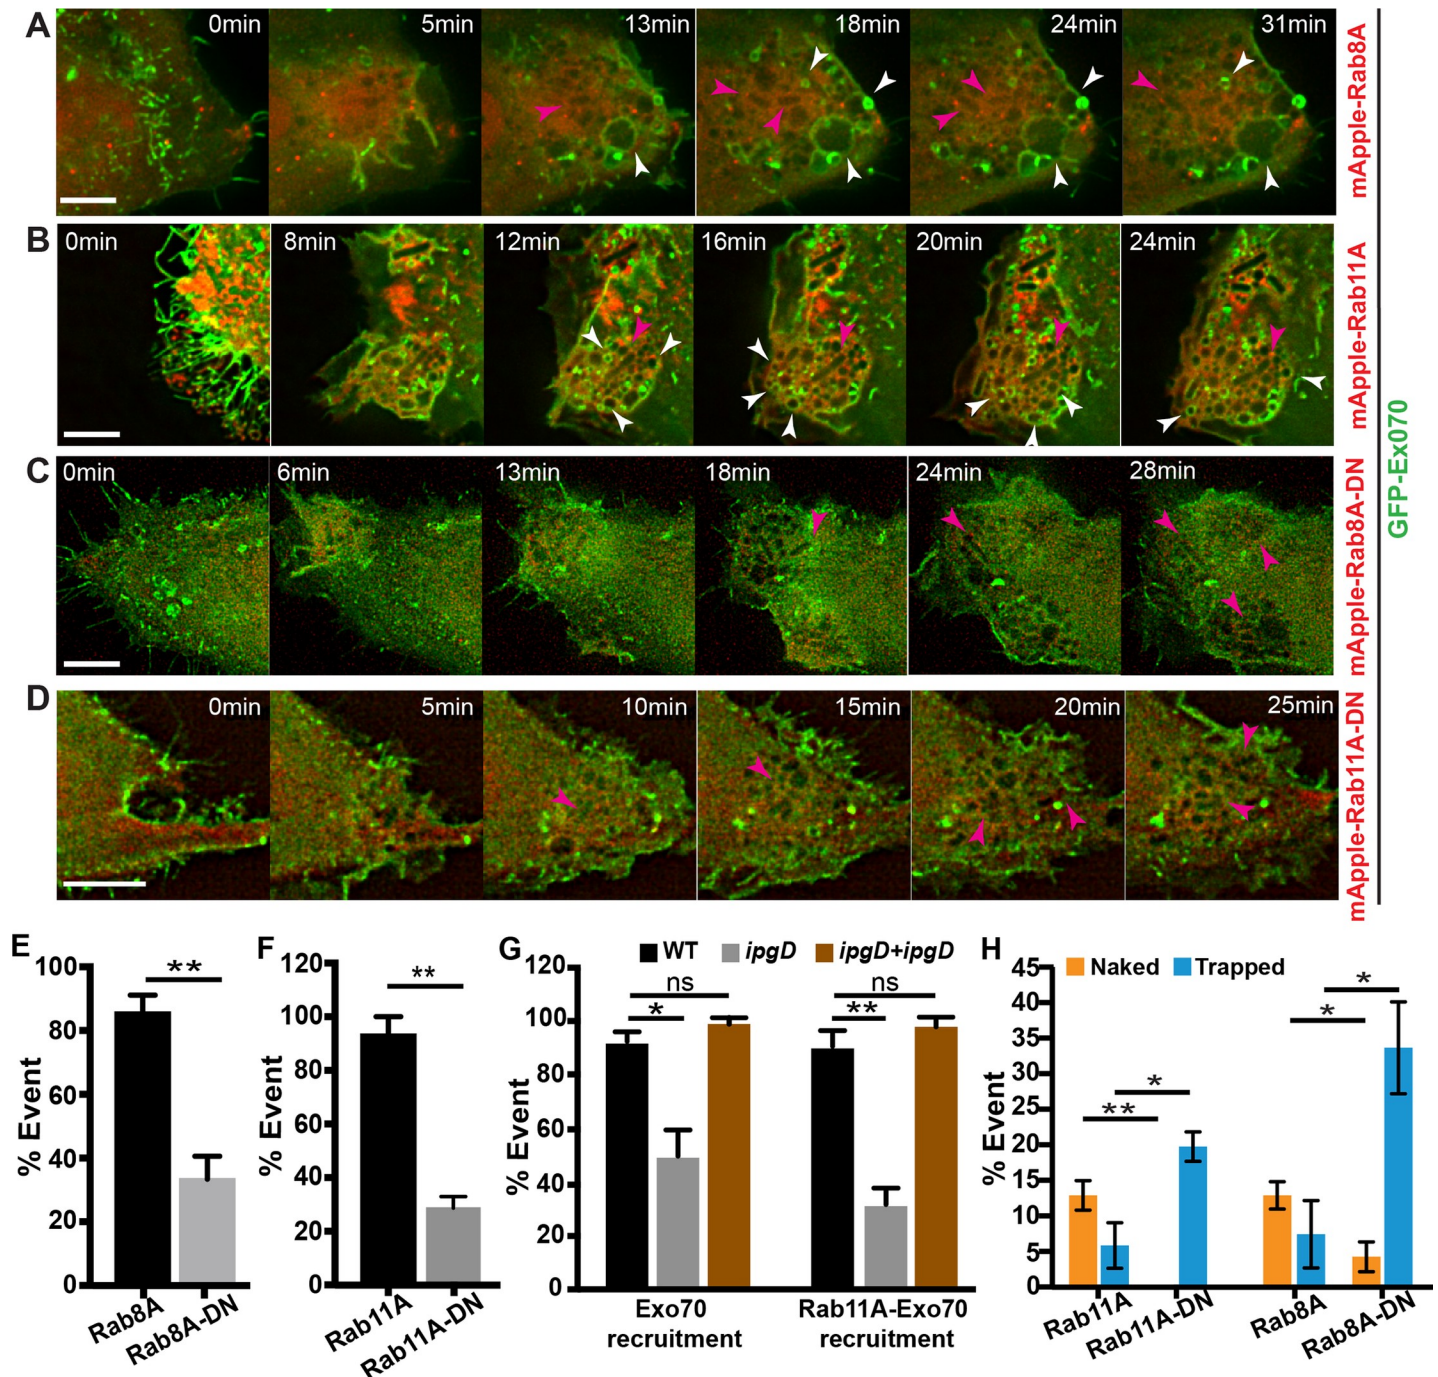 A
0min
5min
13min
18min
24min
31min
mApple-Rab8A
B
0min
8min
12min
16min
20min
24min
mApple-Rab11A
C
0min
6min
13min
18min
24min
28min
mApple-Rab8A-DN
D
0min
5min
10min
15min
20min
25min
mApple-Rab11A-DN
GFP-Ex070
E
% Event
100
80
60
40
20
0
**
Rab8A
Rab8A-DN
F
% Event
120
100
80
60
40
20
0
**
Rab11A
Rab11A-DN
G
WT
ipgD
ipgD+ipgD
% Event
120
100
80
60
40
20
0
ns
*
ns
**
Exo70
recruitment
Rab11A-Exo70
recruitment
H
Naked
Trapped
% Event
45
40
35
30
25
20
15
10
5
0
*
*
*
**
Rab11A
Rab11A-DN
Rab8A
Rab8A-DN